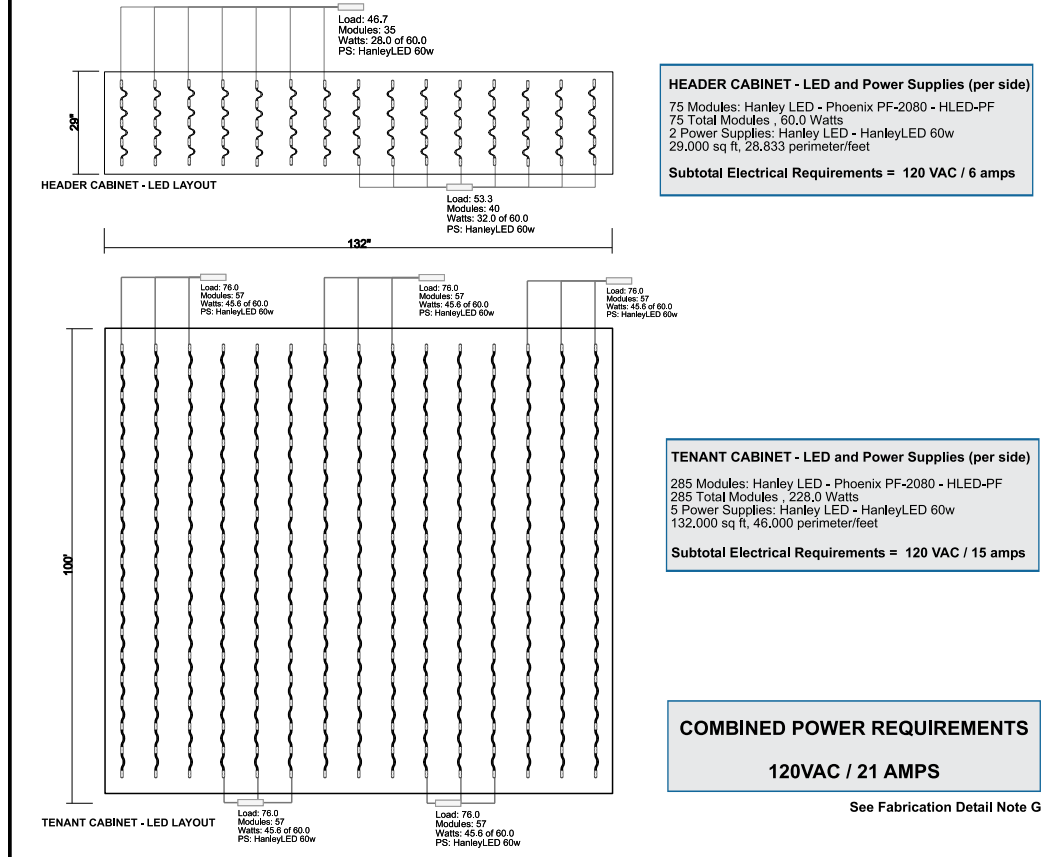 Load: 46.7
Modules: 35
Watts: 28.0 of 60.0
PS: HanleyLED 60w
29"
HEADER CABINET - LED LAYOUT
Load: 53.3
Modules: 40
Watts: 32.0 of 60.0
PS: HanleyLED 60w
132"
HEADER CABINET - LED and Power Supplies (per side)
75 Modules: Hanley LED - Phoenix PF-2080 - HLED-PF
75 Total Modules , 60.0 Watts
2 Power Supplies: Hanley LED - HanleyLED 60w
29.000 sq ft, 28.833 perimeter/feet
Subtotal Electrical Requirements = 120 VAC / 6 amps
Load: 76.0
Modules: 57
Watts: 45.6 of 60.0
PS: HanleyLED 60w
Load: 76.0
Modules: 57
Watts: 45.6 of 60.0
PS: HanleyLED 60w
Load: 76.0
Modules: 57
Watts: 45.6 of 60.0
PS: HanleyLED 60w
100'
TENANT CABINET - LED LAYOUT
Load: 76.0
Modules: 57
Watts: 45.6 of 60.0
PS: HanleyLED 60w
Load: 76.0
Modules: 57
Watts: 45.6 of 60.0
PS: HanleyLED 60w
TENANT CABINET - LED and Power Supplies (per side)
285 Modules: Hanley LED - Phoenix PF-2080 - HLED-PF
285 Total Modules , 228.0 Watts
5 Power Supplies: Hanley LED - HanleyLED 60w
132.000 sq ft, 46.000 perimeter/feet
Subtotal Electrical Requirements = 120 VAC / 15 amps
COMBINED POWER REQUIREMENTS
120VAC / 21 AMPS
See Fabrication Detail Note G